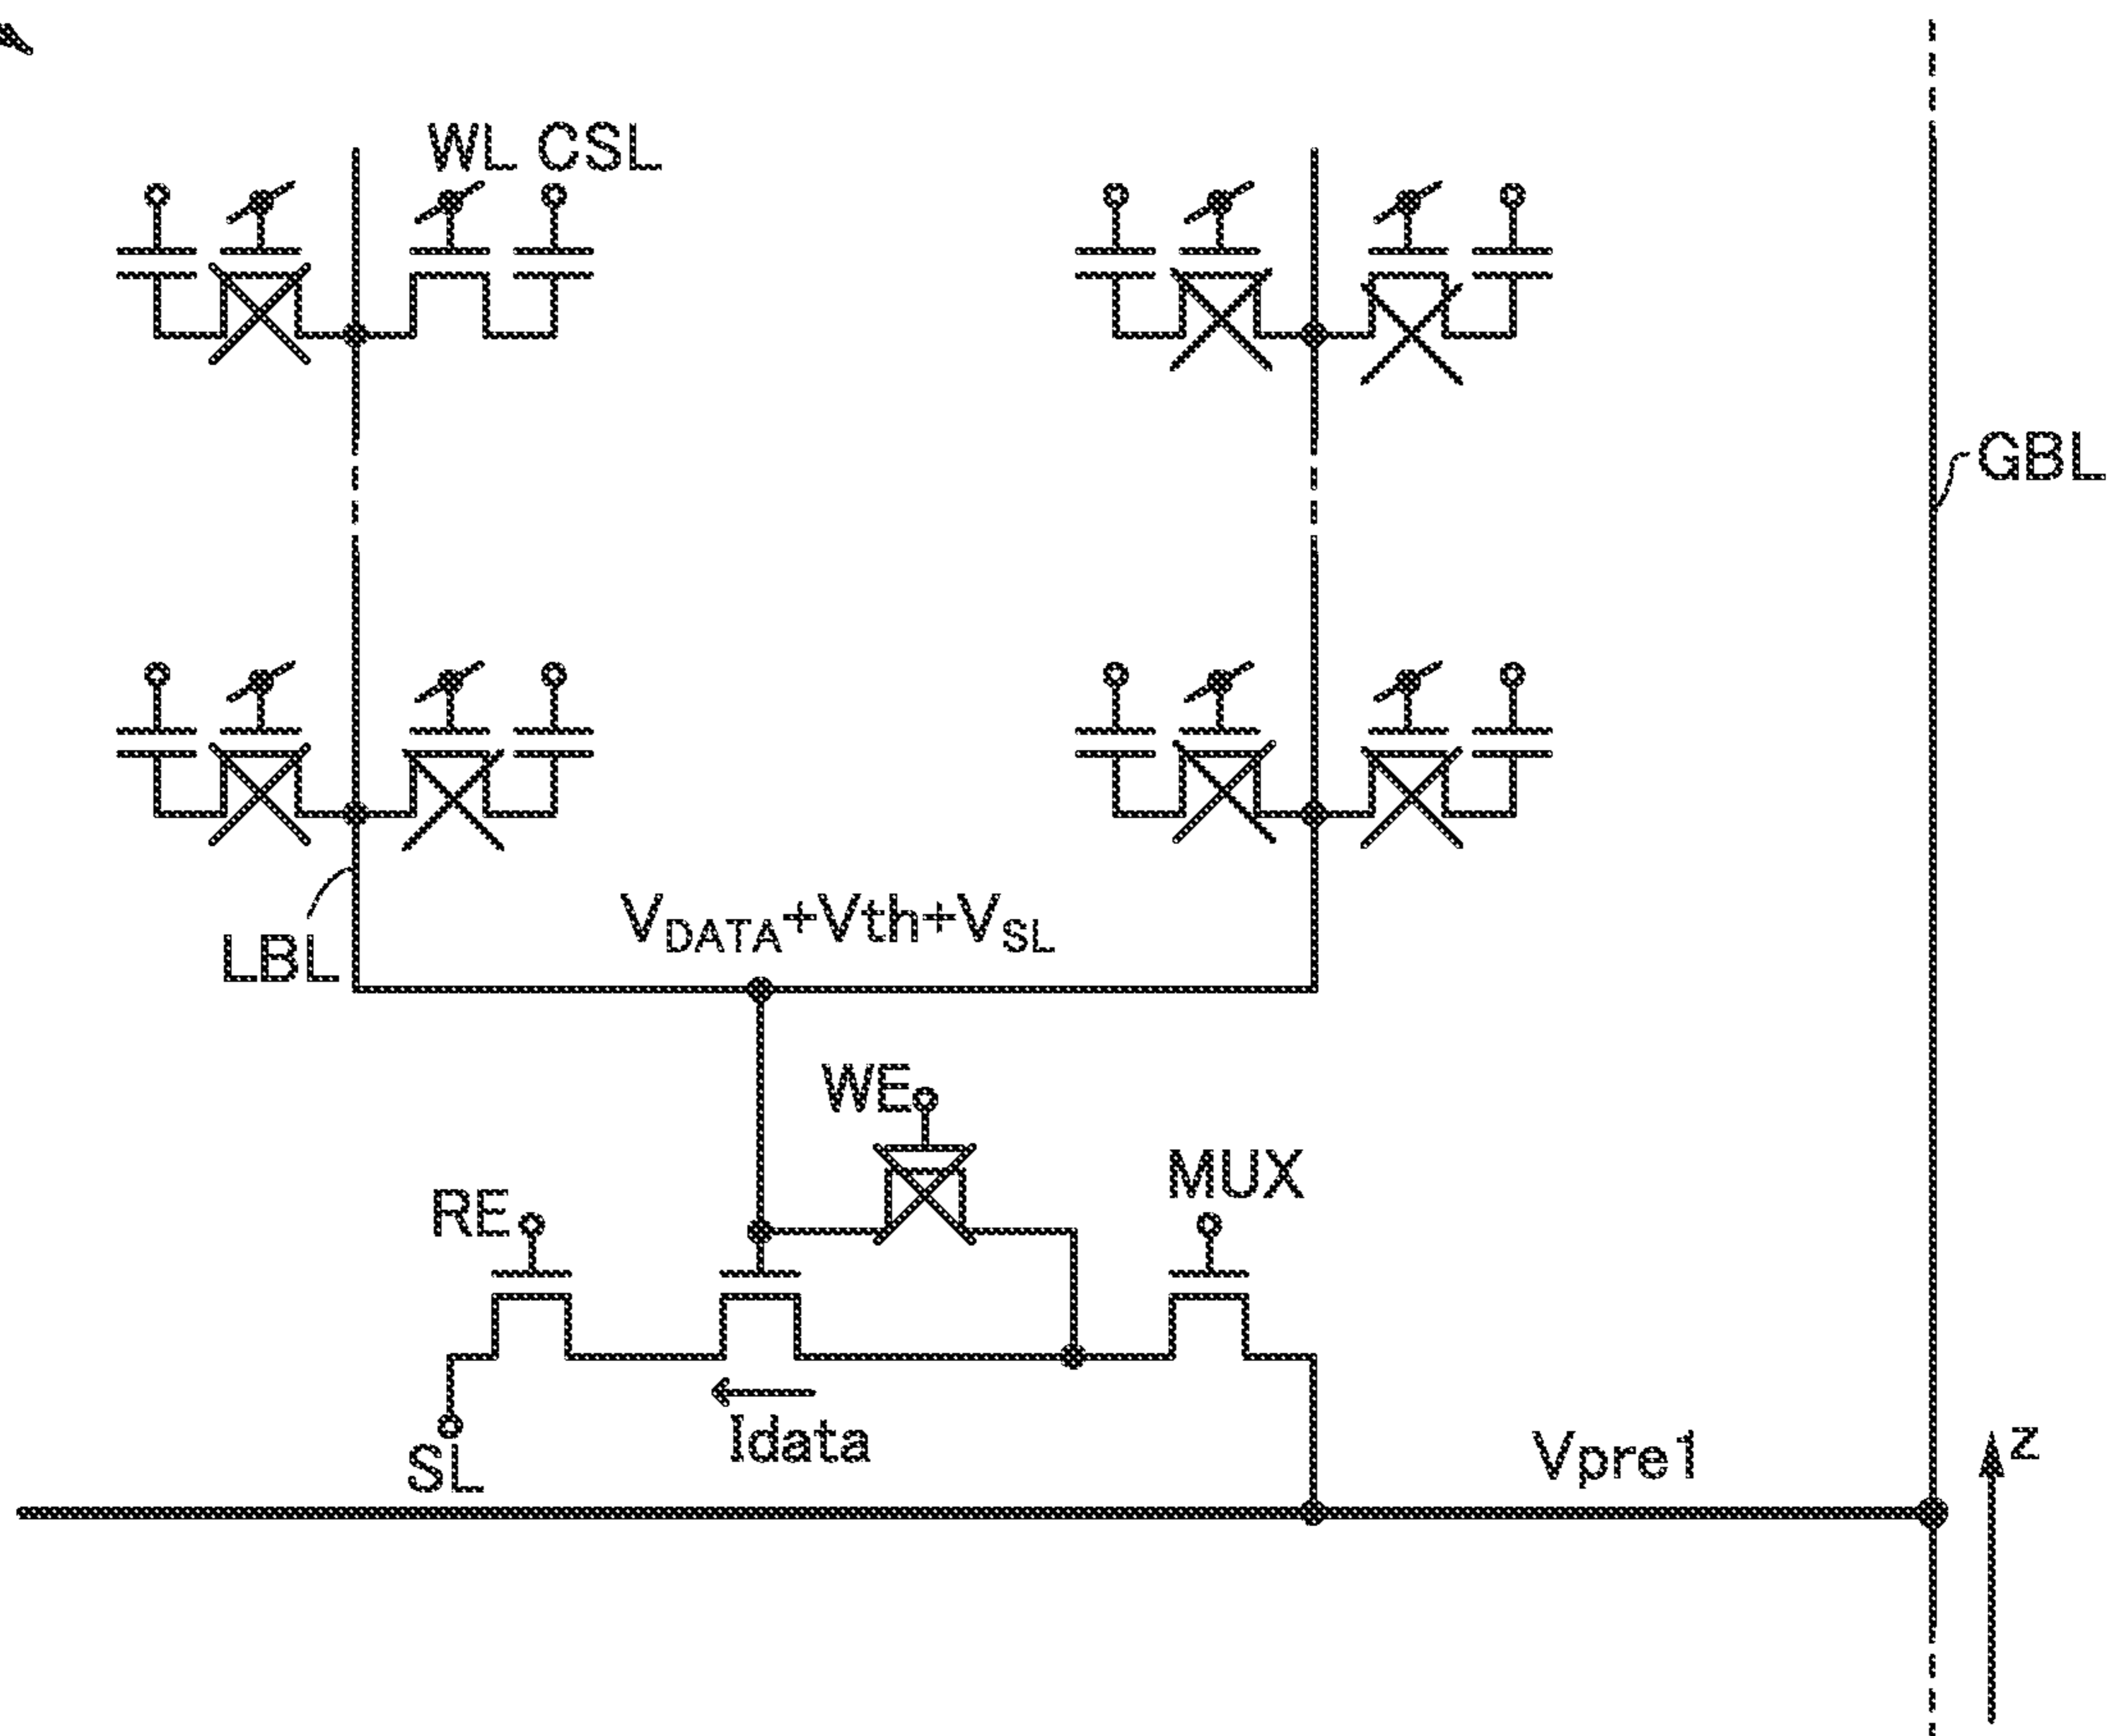 WL CSL
GBL
LBL
VDATA+Vth+VSL
WE
MUX
RE
Idata
SL
Vpre1
z